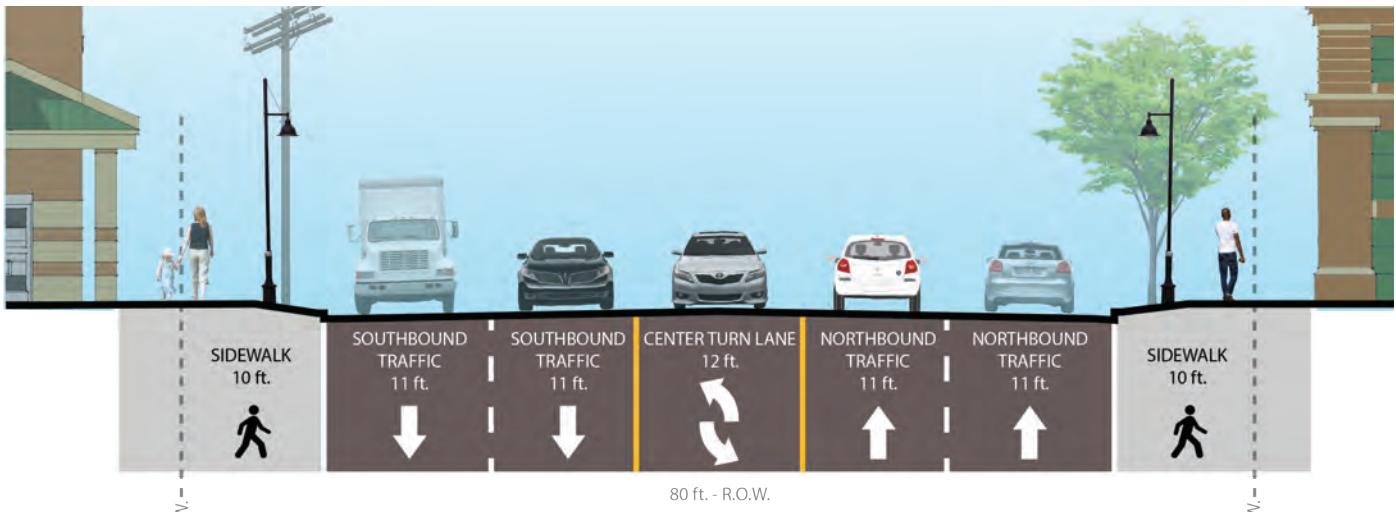 SIDEWALK
10 ft.
SOUTHBOUND
TRAFFIC
11 ft.
SOUTHBOUND
TRAFFIC
11 ft.
CENTER TURN LANE
12 ft.
NORTHBOUND
TRAFFIC
11 ft.
NORTHBOUND
TRAFFIC
11 ft.
SIDEWALK
10 ft.
80 ft. - R.O.W.